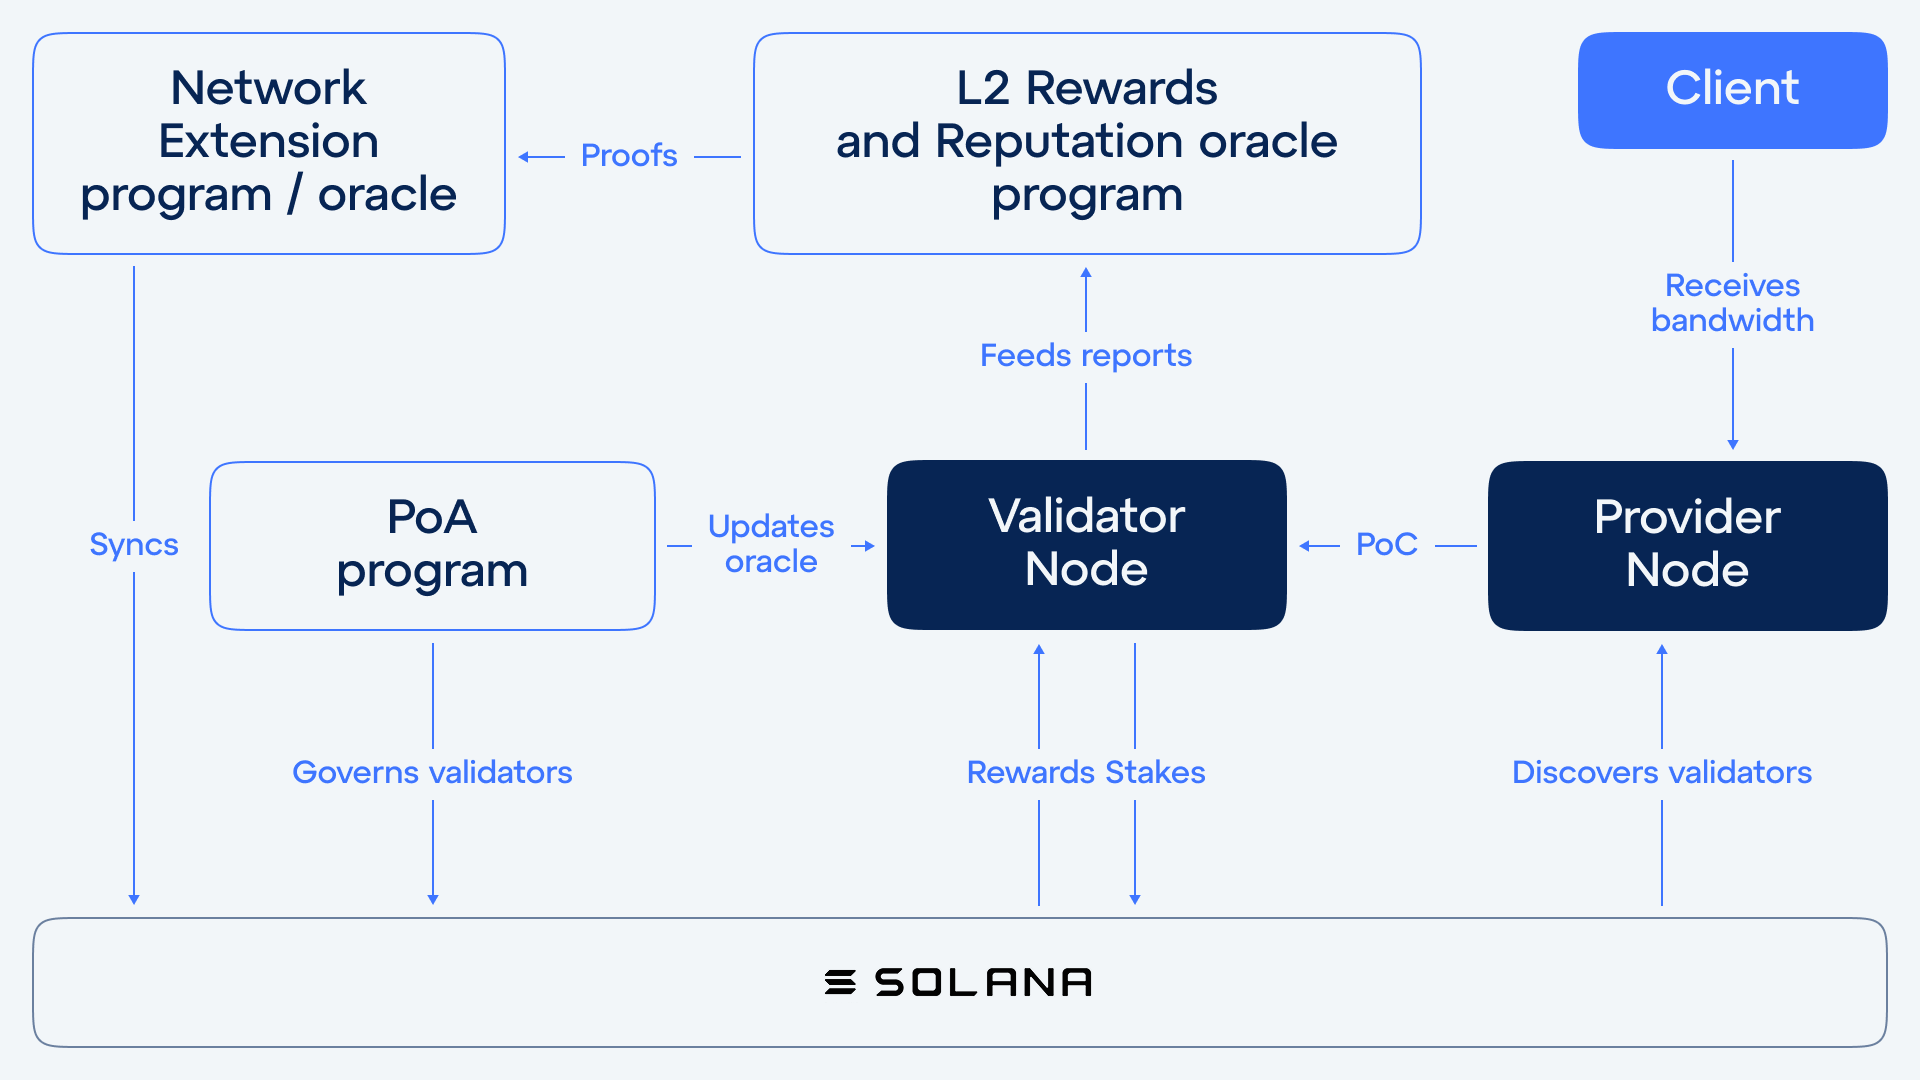 Network
Extension
program / oracle
Proofs
L2 Rewards
and Reputation oracle
program
Client
Receives
bandwidth
Feeds reports
Syncs
PoA
program
Updates
oracle
Validator
Node
PoC
Provider
Node
Governs validators
Rewards
Stakes
Discovers validators
SOLANA